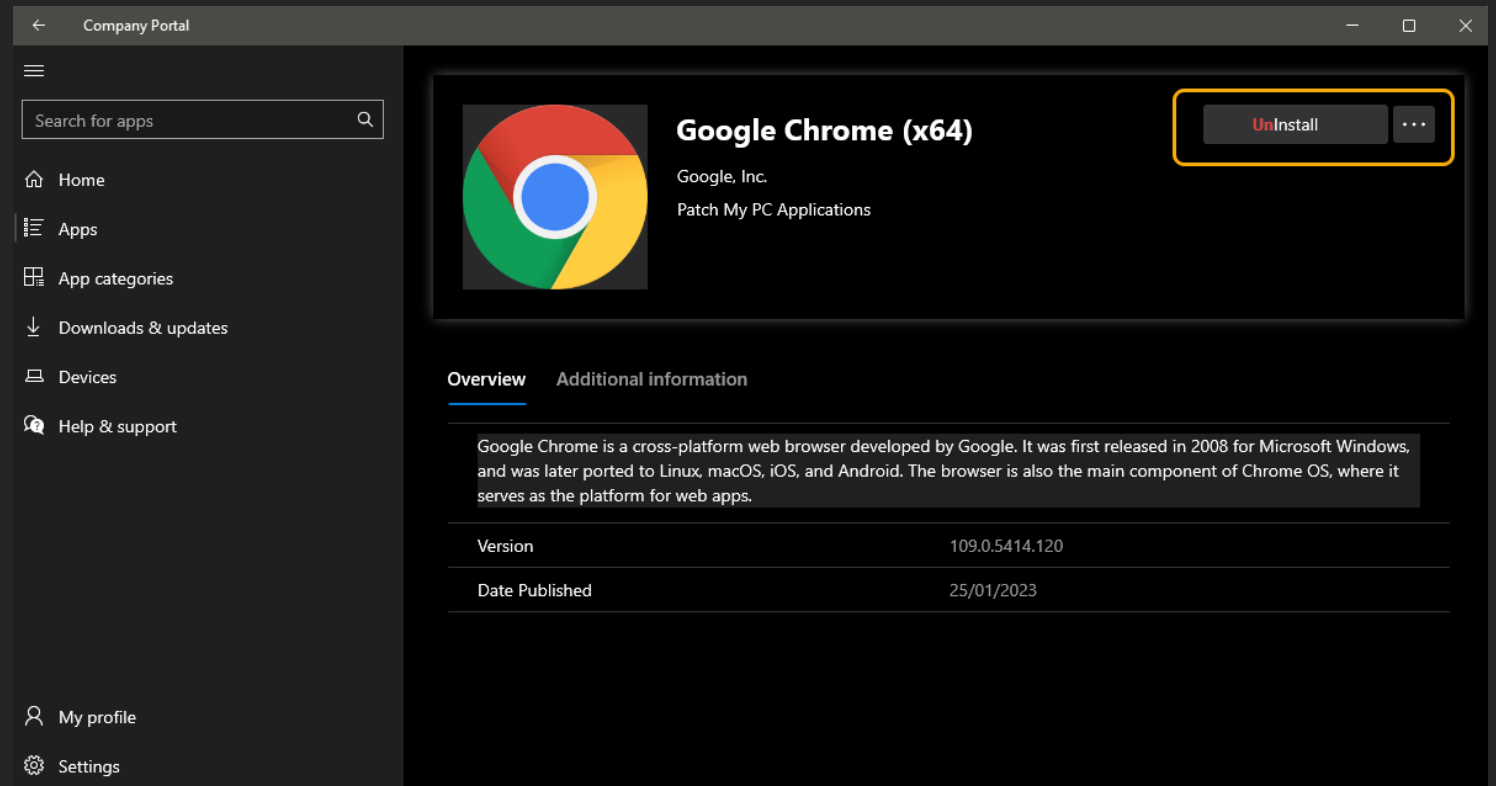 Company Portal
Search for apps
Home
Apps
App categories
Downloads & updates
Devices
Help & support
My profile
Settings
Google Chrome (x64)
Google, Inc.
Patch My PC Applications
UnInstall
Overview
Additional information
Google Chrome is a cross-platform web browser developed by Google. It was first released in 2008 for Microsoft Windows,
and was later ported to Linux, macOS, iOS, and Android. The browser is also the main component of Chrome OS, where it
serves as the platform for web apps.
Version 109.0.5414.120
Date Published 25/01/2023